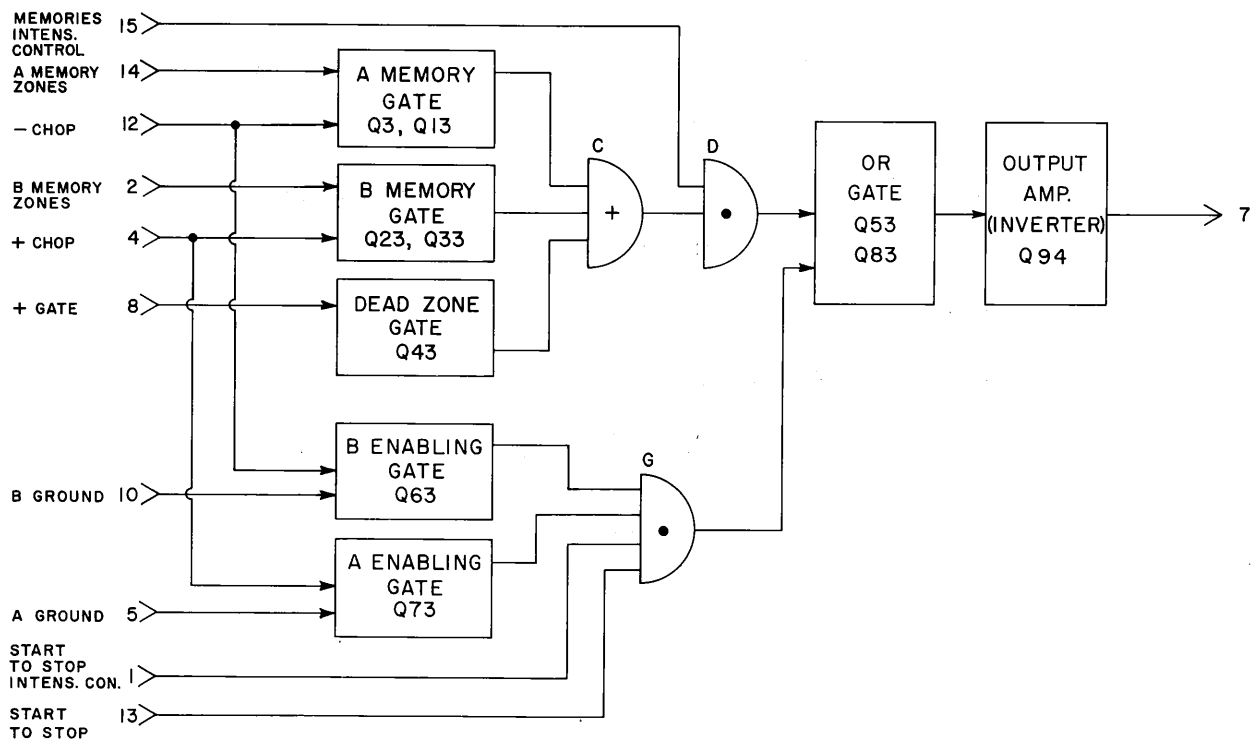 MEMORIES
INTENS.
CONTROL
15
A MEMORY
ZONES
14
– CHOP
12
B MEMORY
ZONES
2
+ CHOP
4
+ GATE
8
A MEMORY
GATE
Q3, Q13
B MEMORY
GATE
Q23, Q33
DEAD ZONE
GATE
Q43
C
+
D
OR
GATE
Q53
Q83
OUTPUT
AMP.
(INVERTER)
Q94
7
B GROUND
10
B ENABLING
GATE
Q63
A ENABLING
GATE
Q73
G
A GROUND
5
START
TO STOP
INTENS. CON.
1
START
TO STOP
13